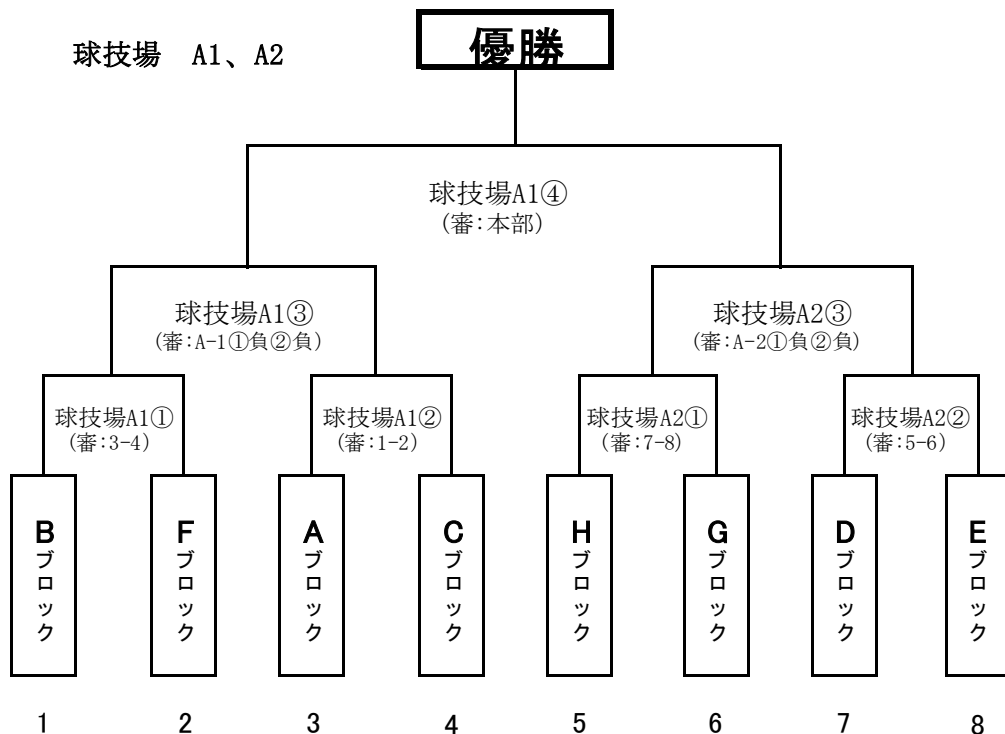 優勝
球技場 A1、A2
球技場A1④
(審:本部)
球技場A1③
(審:A-1①負②負)
球技場A2③
(審:A-2①負②負)
球技場A1①
(審:3-4)
球技場A1②
(審:1-2)
球技場A2①
(審:7-8)
球技場A2②
(審:5-6)
Bブロック
Fブロック
Aブロック
Cブロック
Hブロック
Gブロック
Dブロック
Eブロック
1 2 3 4 5 6 7 8